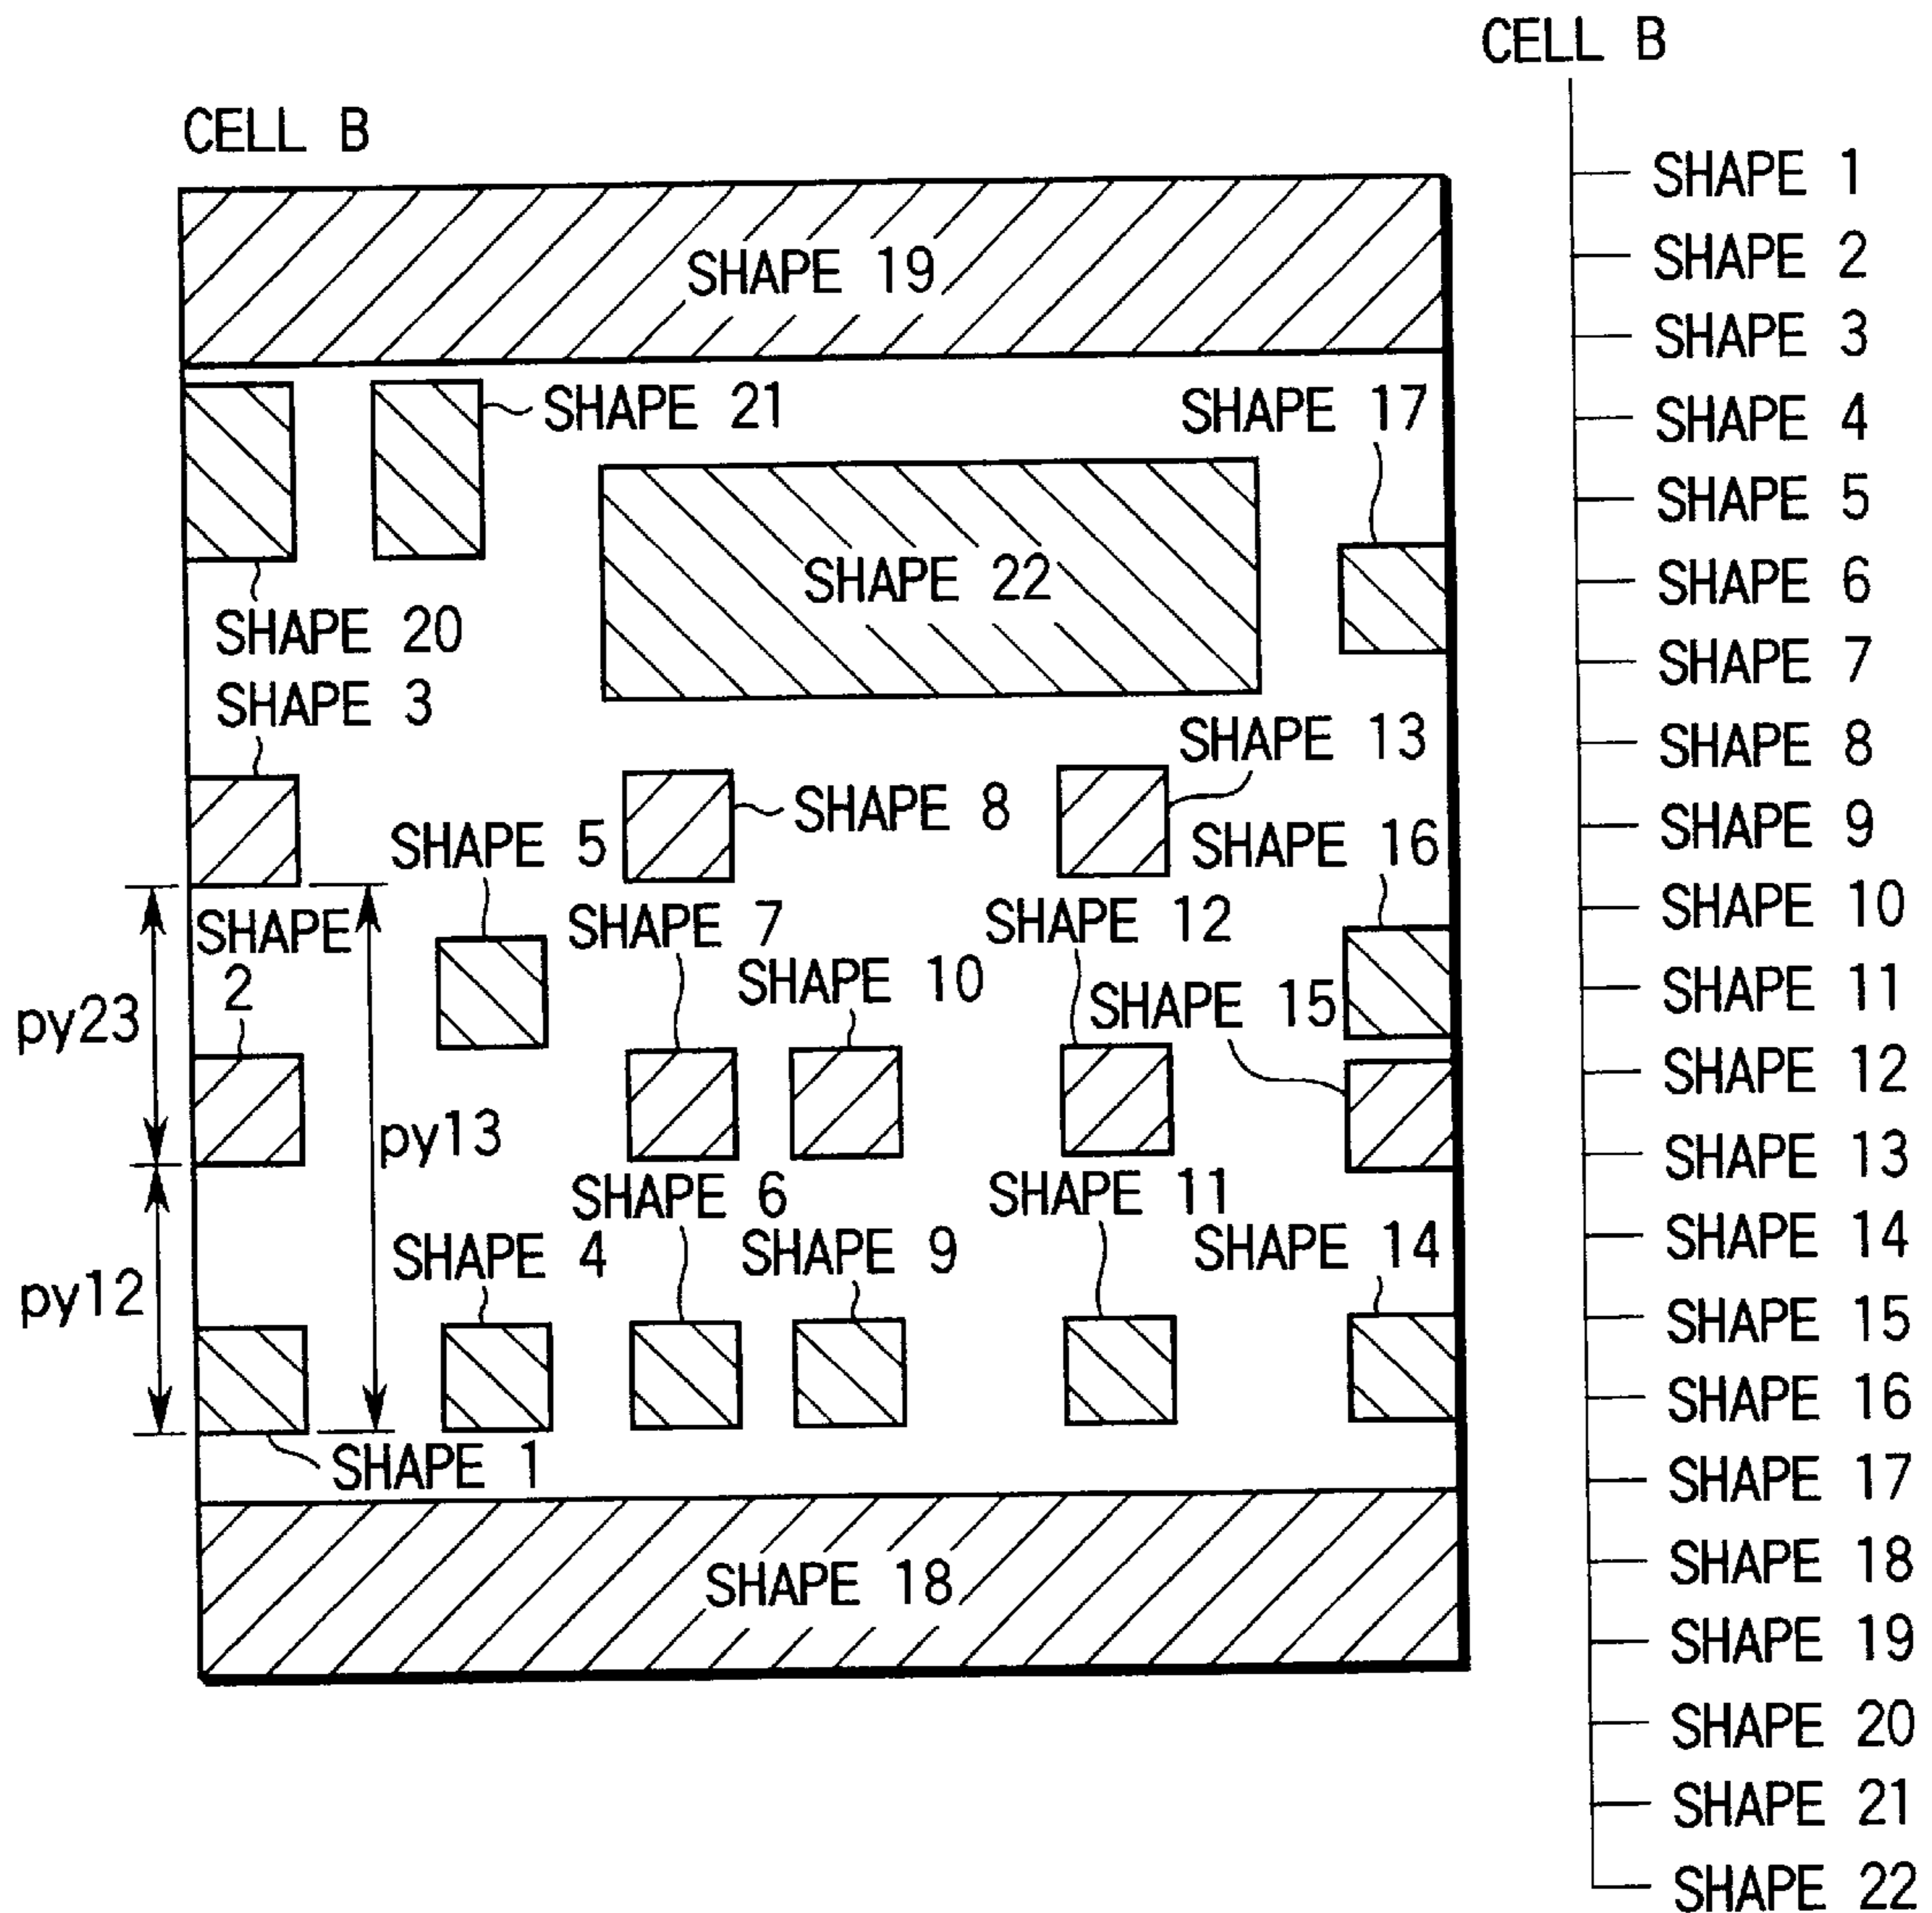 CELL B
SHAPE 19
SHAPE 21
SHAPE 17
SHAPE 22
SHAPE 20
SHAPE 3
SHAPE 13
SHAPE 8
SHAPE 5
SHAPE 16
SHAPE 7
SHAPE 12
SHAPE
2
SHAPE 10
SHAPE 15
py23
py13
SHAPE 6
SHAPE 11
SHAPE 4
SHAPE 9
SHAPE 14
py12
SHAPE 1
SHAPE 18
CELL B
SHAPE 1
SHAPE 2
SHAPE 3
SHAPE 4
SHAPE 5
SHAPE 6
SHAPE 7
SHAPE 8
SHAPE 9
SHAPE 10
SHAPE 11
SHAPE 12
SHAPE 13
SHAPE 14
SHAPE 15
SHAPE 16
SHAPE 17
SHAPE 18
SHAPE 19
SHAPE 20
SHAPE 21
SHAPE 22